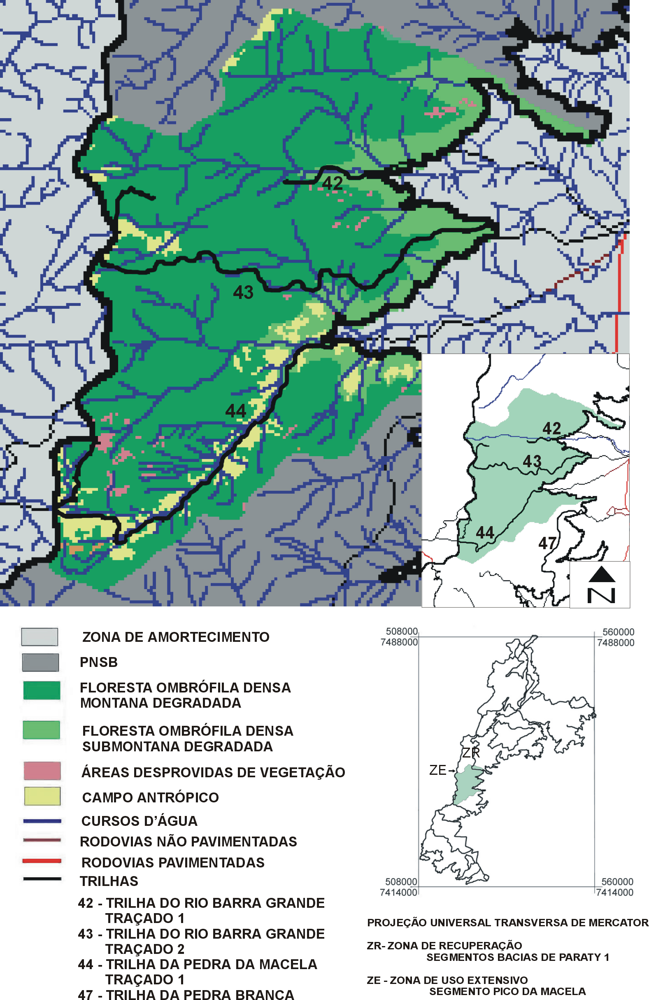 42
43
44
42
43
44
47
N
ZONA DE AMORTECIMENTO
PNSB
FLORESTA OMBRÓFILA DENSA
MONTANA DEGRADADA
FLORESTA OMBRÓFILA DENSA
SUBMONTANA DEGRADADA
ÁREAS DESPROVIDAS DE VEGETAÇÃO
CAMPO ANTRÓPICO
CURSOS D'ÁGUA
RODOVIAS NÃO PAVIMENTADAS
RODOVIAS PAVIMENTADAS
TRILHAS
42 - TRILHA DO RIO BARRA GRANDE
TRAÇADO 1
43 - TRILHA DO RIO BARRA GRANDE
TRAÇADO 2
44 - TRILHA DA PEDRA DA MACELA
TRAÇADO 1
47 - TRILHA DA PEDRA BRANCA
508000
7488000
560000
7488000
ZR
ZE
508000
7414000
560000
7414000
PROJEÇÃO UNIVERSAL TRANSVERSA DE MERCATOR
ZR- ZONA DE RECUPERAÇÃO
SEGMENTOS BACIAS DE PARATY 1
ZE - ZONA DE USO EXTENSIVO
SEGMENTO PICO DA MACELA